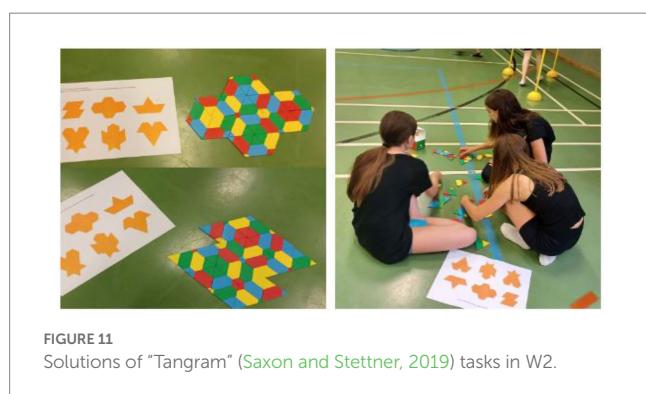 FIGURE 11
Solutions of “Tangram” (Saxon and Stettner, 2019) tasks in W2.